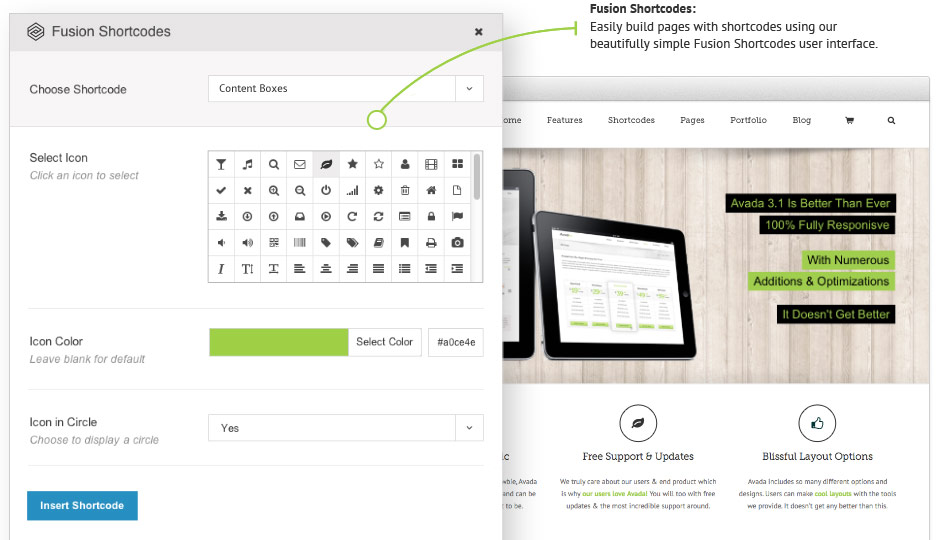 Fusion Shortcodes:
Easily build pages with shortcodes using our
beautifully simple Fusion Shortcodes user interface.
Fusion Shortcodes
Choose Shortcode
Content Boxes
Select Icon
Click an icon to select
Icon Color
Leave blank for default
Select Color
#a0ce4e
Icon in Circle
Choose to display a circle
Yes
Insert Shortcode
ome Features Shortcodes Pages Portfolio Blog
Avada 3.1 Is Better Than Ever
100% Fully Responisve
With Numerous
Additions & Optimizations
It Doesn't Get Better
ic
wbie, Avada
and can be
t to be.
Free Support & Updates
We truly care about our users & end product which
is why our users love Avada! You will too with free
updates & the most incredible support around.
Blissful Layout Options
Avada includes so many different options and
designs. Users can make cool layouts with the tools
we provide. It doesn't get any better than this.